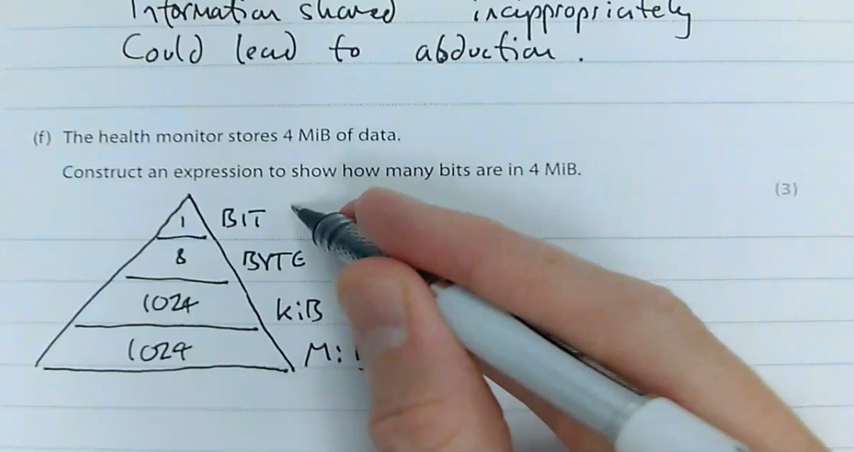 Information shared inappropriately
Could lead to abduction.
(f) The health monitor stores 4 MiB of data.
Construct an expression to show how many bits are in 4 MiB.
(3)
1 BIT
8 BYTE
1024 kiB
1024